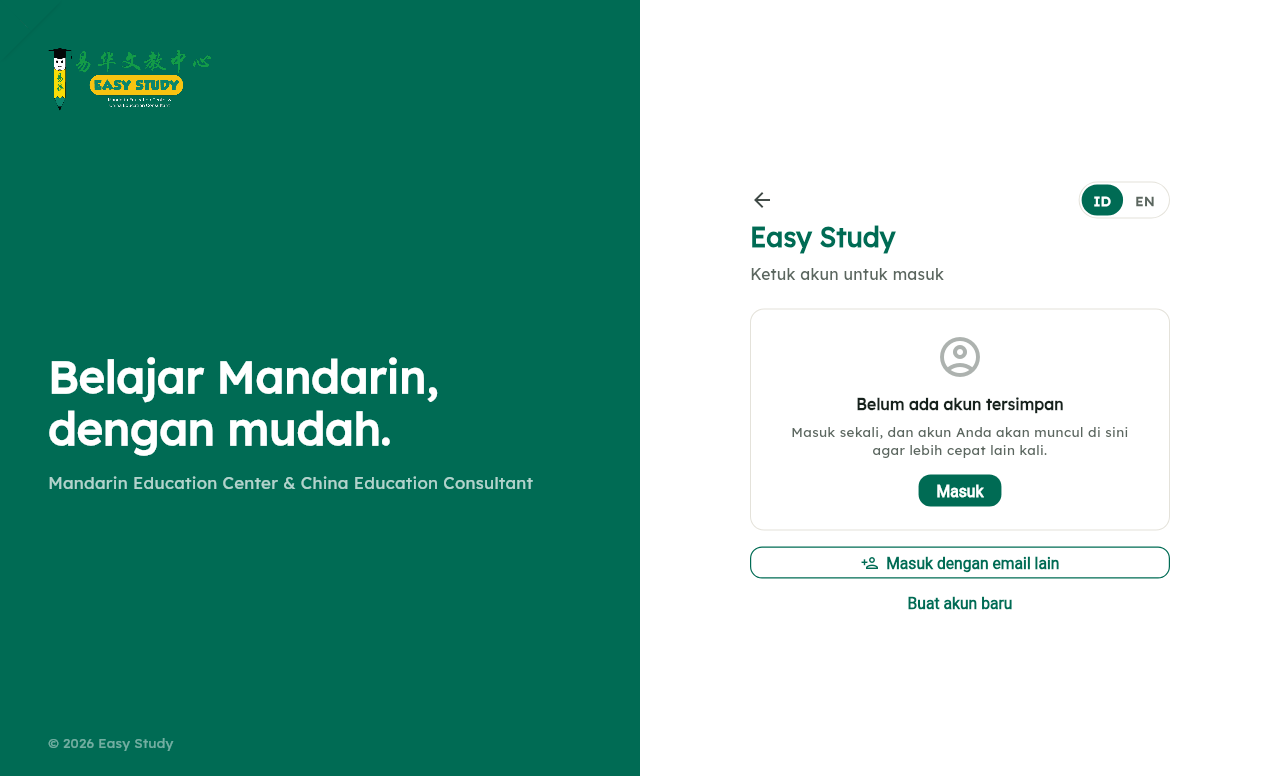 易华文教中心
EASY STUDY
Belajar Mandarin,
dengan mudah.
Mandarin Education Center & China Education Consultant
© 2026 Easy Study
ID EN
Easy Study
Ketuk akun untuk masuk
Belum ada akun tersimpan
Masuk sekali, dan akun Anda akan muncul di sini
agar lebih cepat lain kali.
Masuk
Masuk dengan email lain
Buat akun baru